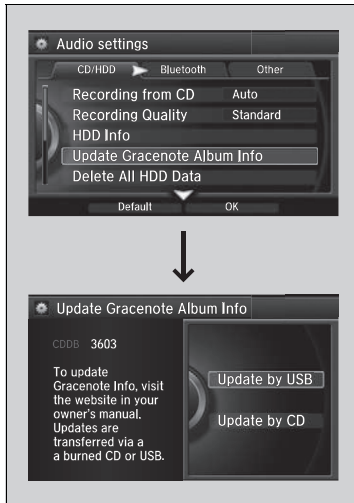 Audio settings
CD/HDD Bluetooth Other
Recording from CD Auto
Recording Quality Standard
HDD Info
Update Gracenote Album Info
Delete All HDD Data
Default OK
Update Gracenote Album Info
CDDB 3603
To update
Gracenote Info, visit
the website in your
owner's manual.
Updates are
transferred via a
a burned CD or USB.
Update by USB
Update by CD